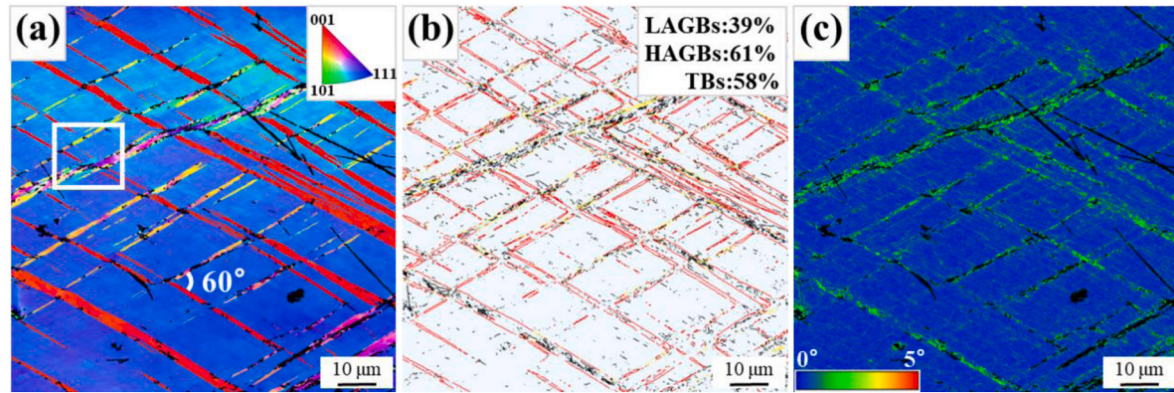 (a)
001
111
101
60°
10 μm
(b)
LAGBs:39%
HAGBs:61%
TBs:58%
10 μm
(c)
0°
5°
10 μm